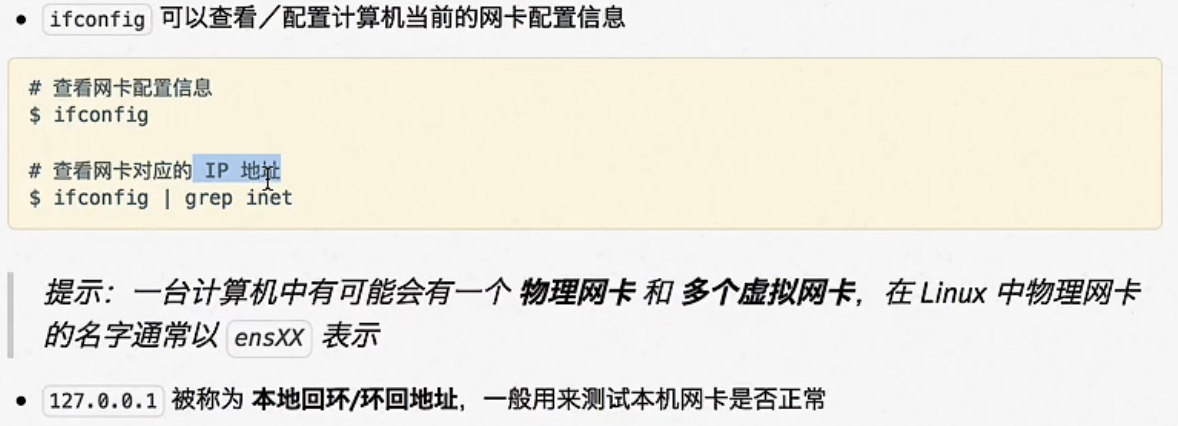 • ifconfig 可以查看／配置计算机当前的网卡配置信息
# 查看网卡配置信息
$ ifconfig
# 查看网卡对应的 IP 地址
$ ifconfig | grep inet
提示：一台计算机中有可能会有一个 物理网卡 和 多个虚拟网卡，在 Linux 中物理网卡
的名字通常以 ensXX 表示
• 127.0.0.1 被称为 本地回环/环回地址，一般用来测试本机网卡是否正常